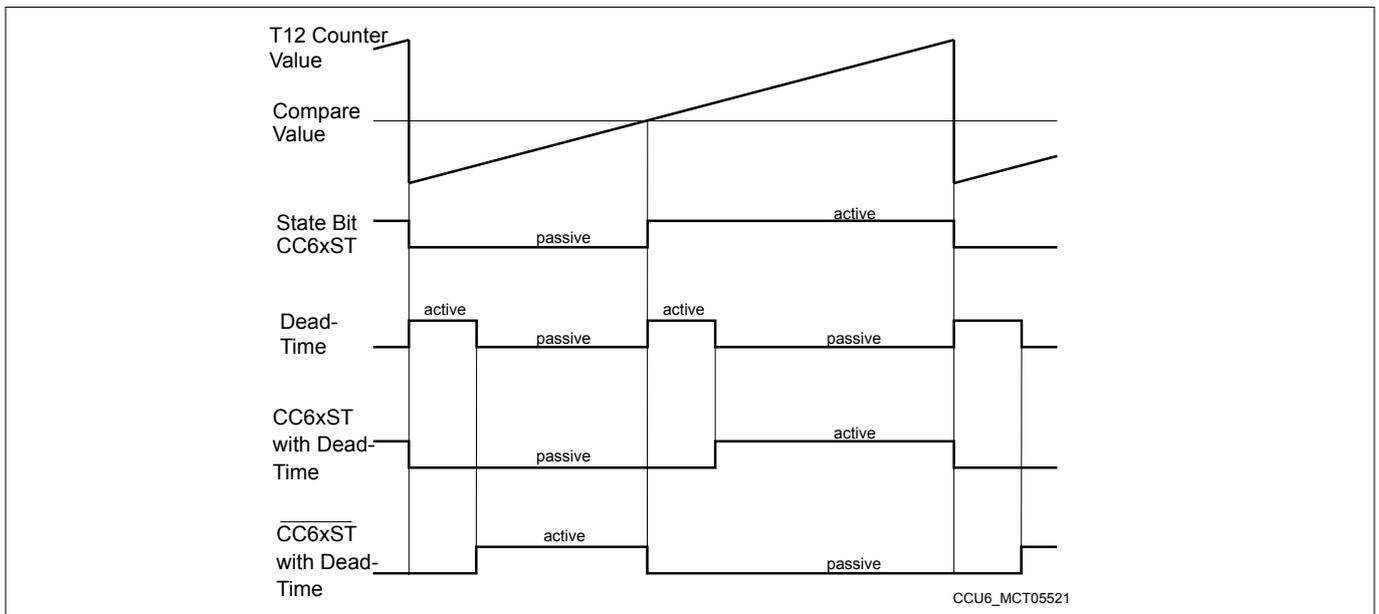 T12 Counter
Value
Compare
Value
State Bit
CC6xST
active
passive
Dead-
Time
active
active
passive
passive
CC6xST
with Dead-
Time
active
passive
CC6xST
with Dead-
Time
active
passive
CCU6_MCT05521